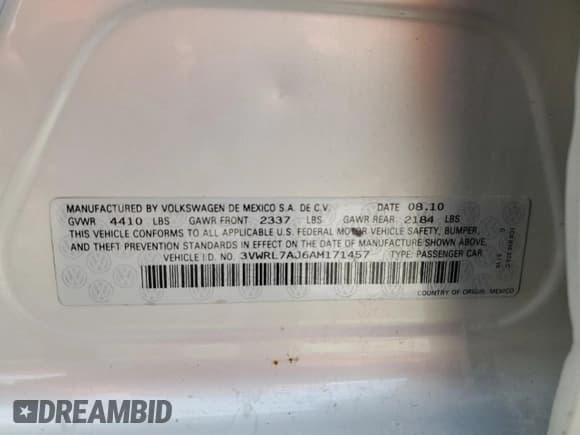 MANUFACTURED BY VOLKSWAGEN DE MEXICO S.A. DE C.V. DATE 08.10
GVWR 4410 LBS GAWR FRONT 2337 LBS GAWR REAR 2184 LBS
THIS VEHICLE CONFORMS TO ALL APPLICABLE U.S. FEDERAL MOTOR VEHICLE SAFETY, BUMPER,
AND THEFT PREVENTION STANDARDS IN EFFECT ON THE DATE OF MANUFACTURE SHOWN ABOVE.
VEHICLE I.D. NO. 3VWRL7AJ6AM171457 TYPE: PASSENGER CAR
COUNTRY OF ORIGIN: MEXICO
DREAMBID